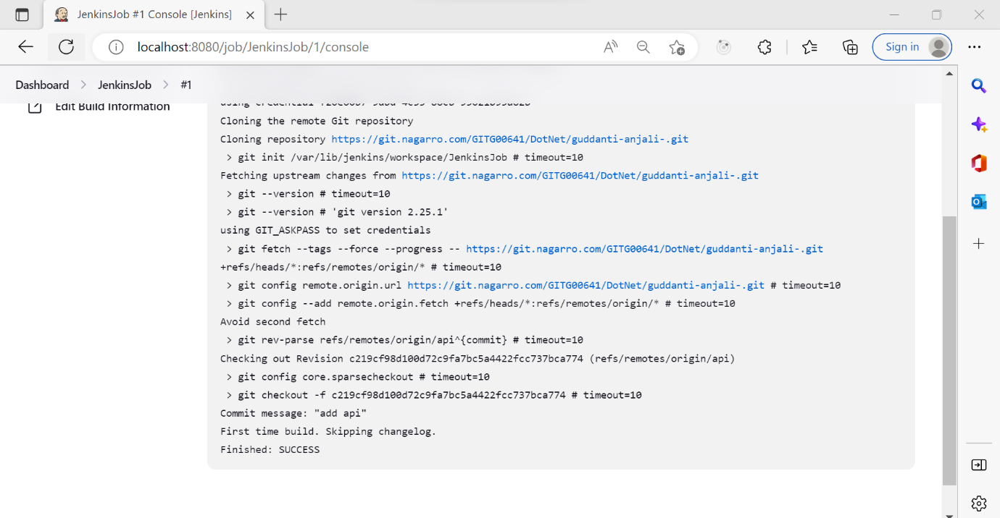 JenkinsJob #1 Console [Jenkins]
localhost:8080/job/JenkinsJob/1/console
Sign in
Dashboard > JenkinsJob > #1
Edit Build Information
using credential
Cloning the remote Git repository
Cloning repository https://git.nagarro.com/GITG00641/DotNet/guddanti-anjali-.git
> git init /var/lib/jenkins/workspace/JenkinsJob # timeout=10
Fetching upstream changes from https://git.nagarro.com/GITG00641/DotNet/guddanti-anjali-.git
> git --version # timeout=10
> git --version # 'git version 2.25.1'
using GIT_ASKPASS to set credentials
> git fetch --tags --force --progress -- https://git.nagarro.com/GITG00641/DotNet/guddanti-anjali-.git
+refs/heads/*:refs/remotes/origin/* # timeout=10
> git config remote.origin.url https://git.nagarro.com/GITG00641/DotNet/guddanti-anjali-.git # timeout=10
> git config --add remote.origin.fetch +refs/heads/*:refs/remotes/origin/* # timeout=10
Avoid second fetch
> git rev-parse refs/remotes/origin/api^{commit} # timeout=10
Checking out Revision c219cf98d100d72c9fa7bc5a4422fcc737bca774 (refs/remotes/origin/api)
> git config core.sparsecheckout # timeout=10
> git checkout -f c219cf98d100d72c9fa7bc5a4422fcc737bca774 # timeout=10
Commit message: "add api"
First time build. Skipping changelog.
Finished: SUCCESS